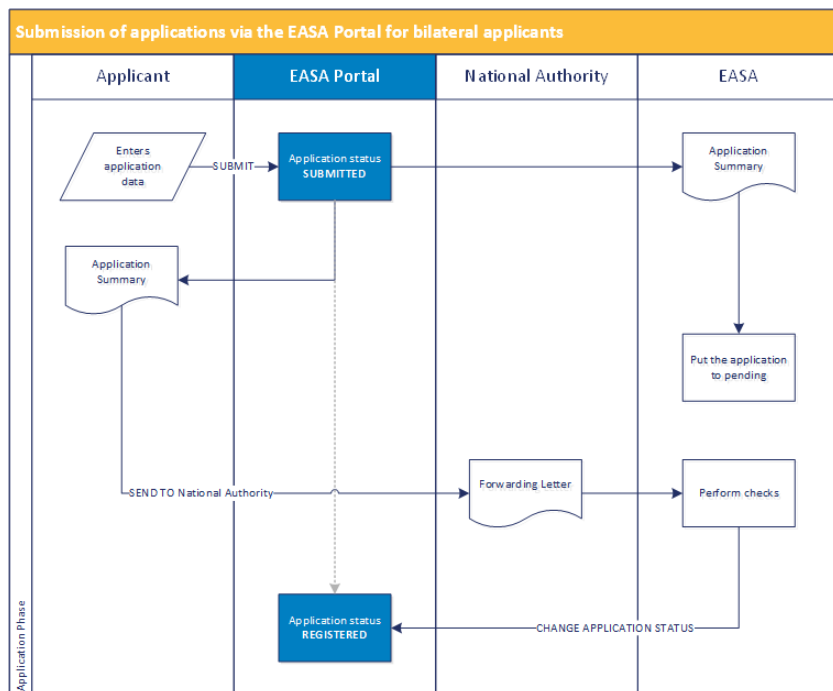 Submission of applications via the EASA Portal for bilateral applicants
Applicant
EASA Portal
National Authority
EASA
Enters
application
data
SUBMIT
Application status
SUBMITTED
Application
Summary
Application
Summary
Put the application
to pending
SEND TO National Authority
Forwarding Letter
Perform checks
Application status
REGISTERED
CHANGE APPLICATION STATUS
Application Phase